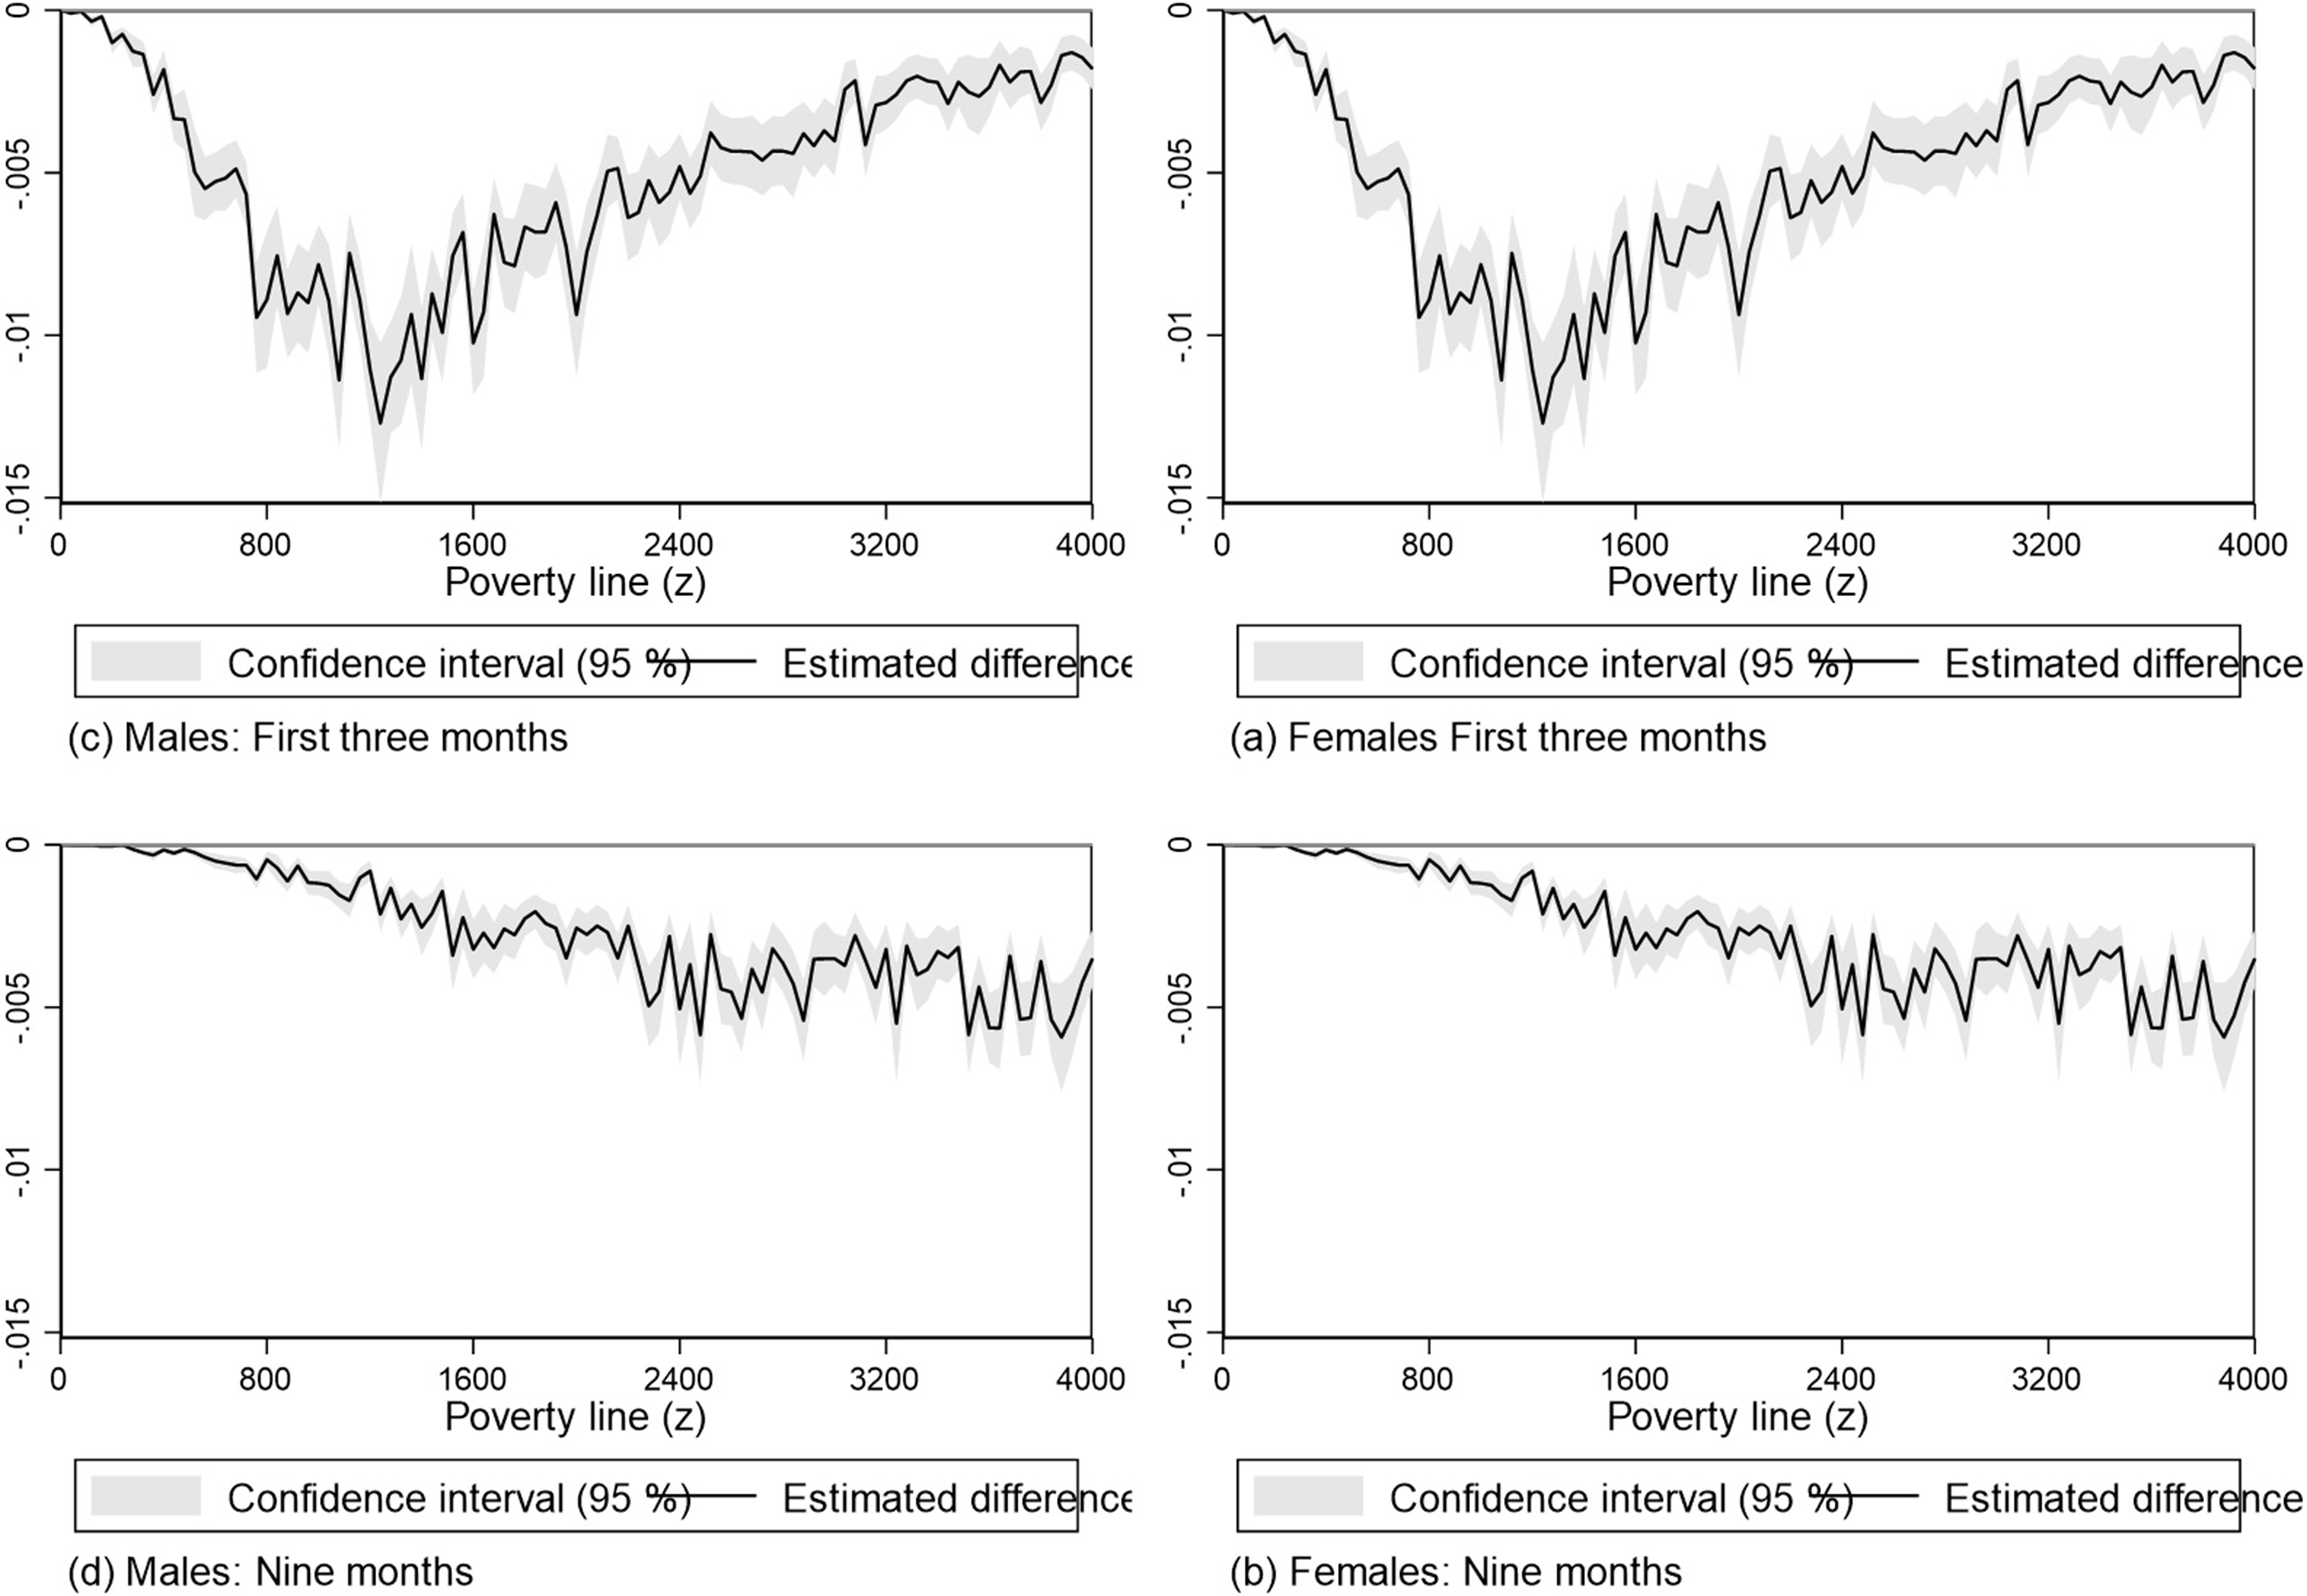 0
-.005
-.01
-.015
0 800 1600 2400 3200 4000
Poverty line (z)
Confidence interval (95 %) Estimated difference
(c) Males: First three months
0
-.005
-.01
-.015
0 800 1600 2400 3200 4000
Poverty line (z)
Confidence interval (95 %) Estimated difference
(a) Females First three months
0
-.005
-.01
-.015
0 800 1600 2400 3200 4000
Poverty line (z)
Confidence interval (95 %) Estimated difference
(d) Males: Nine months
0
-.005
-.01
-.015
0 800 1600 2400 3200 4000
Poverty line (z)
Confidence interval (95 %) Estimated difference
(b) Females: Nine months